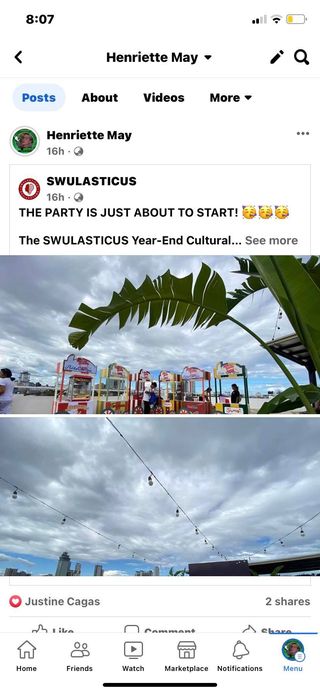 8:07
Henriette May
Posts About Videos More
Henriette May
16h
SWULASTICUS
16h
THE PARTY IS JUST ABOUT TO START! 🥳🥳🥳
The SWULASTICUS Year-End Cultural... See more
Justine Cagas 2 shares
Like Comment Share
Home Friends Watch Marketplace Notifications Menu